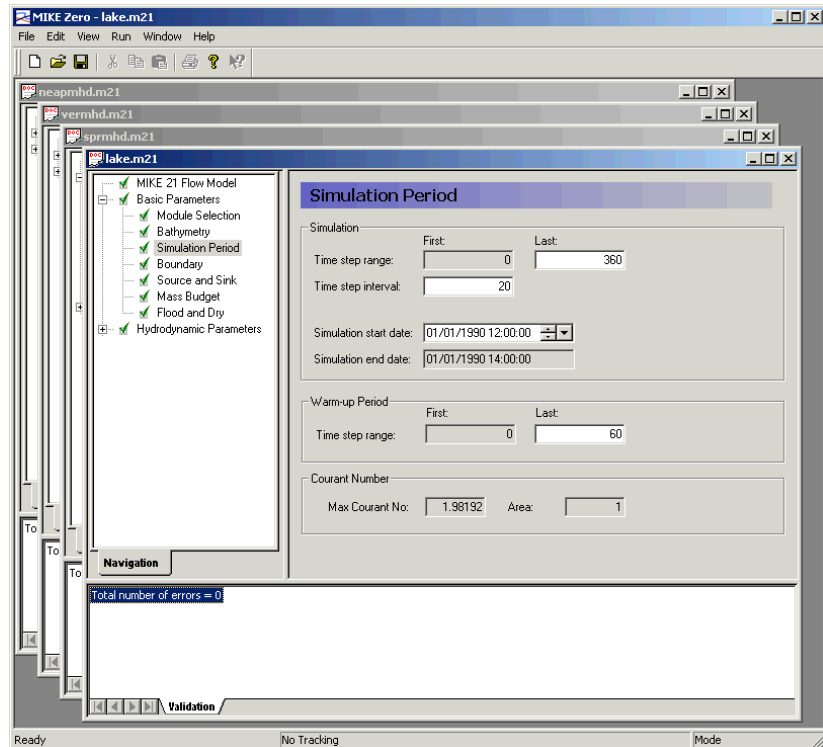 MIKE Zero - lake.m21
File Edit View Run Window Help
neapmhd.m21
vermhd.m21
sprmhd.m21
lake.m21
MIKE 21 Flow Model
Basic Parameters
Module Selection
Bathymetry
Simulation Period
Boundary
Source and Sink
Mass Budget
Flood and Dry
Hydrodynamic Parameters
Navigation
Simulation Period
Simulation
First: Last:
Time step range: 0 360
Time step interval: 20
Simulation start date: 01/01/1990 12:00:00
Simulation end date: 01/01/1990 14:00:00
Warm-up Period
First: Last:
Time step range: 0 60
Courant Number
Max Courant No: 1.98192 Area: 1
To
To
To
Total number of errors = 0
Validation
Ready No Tracking Mode